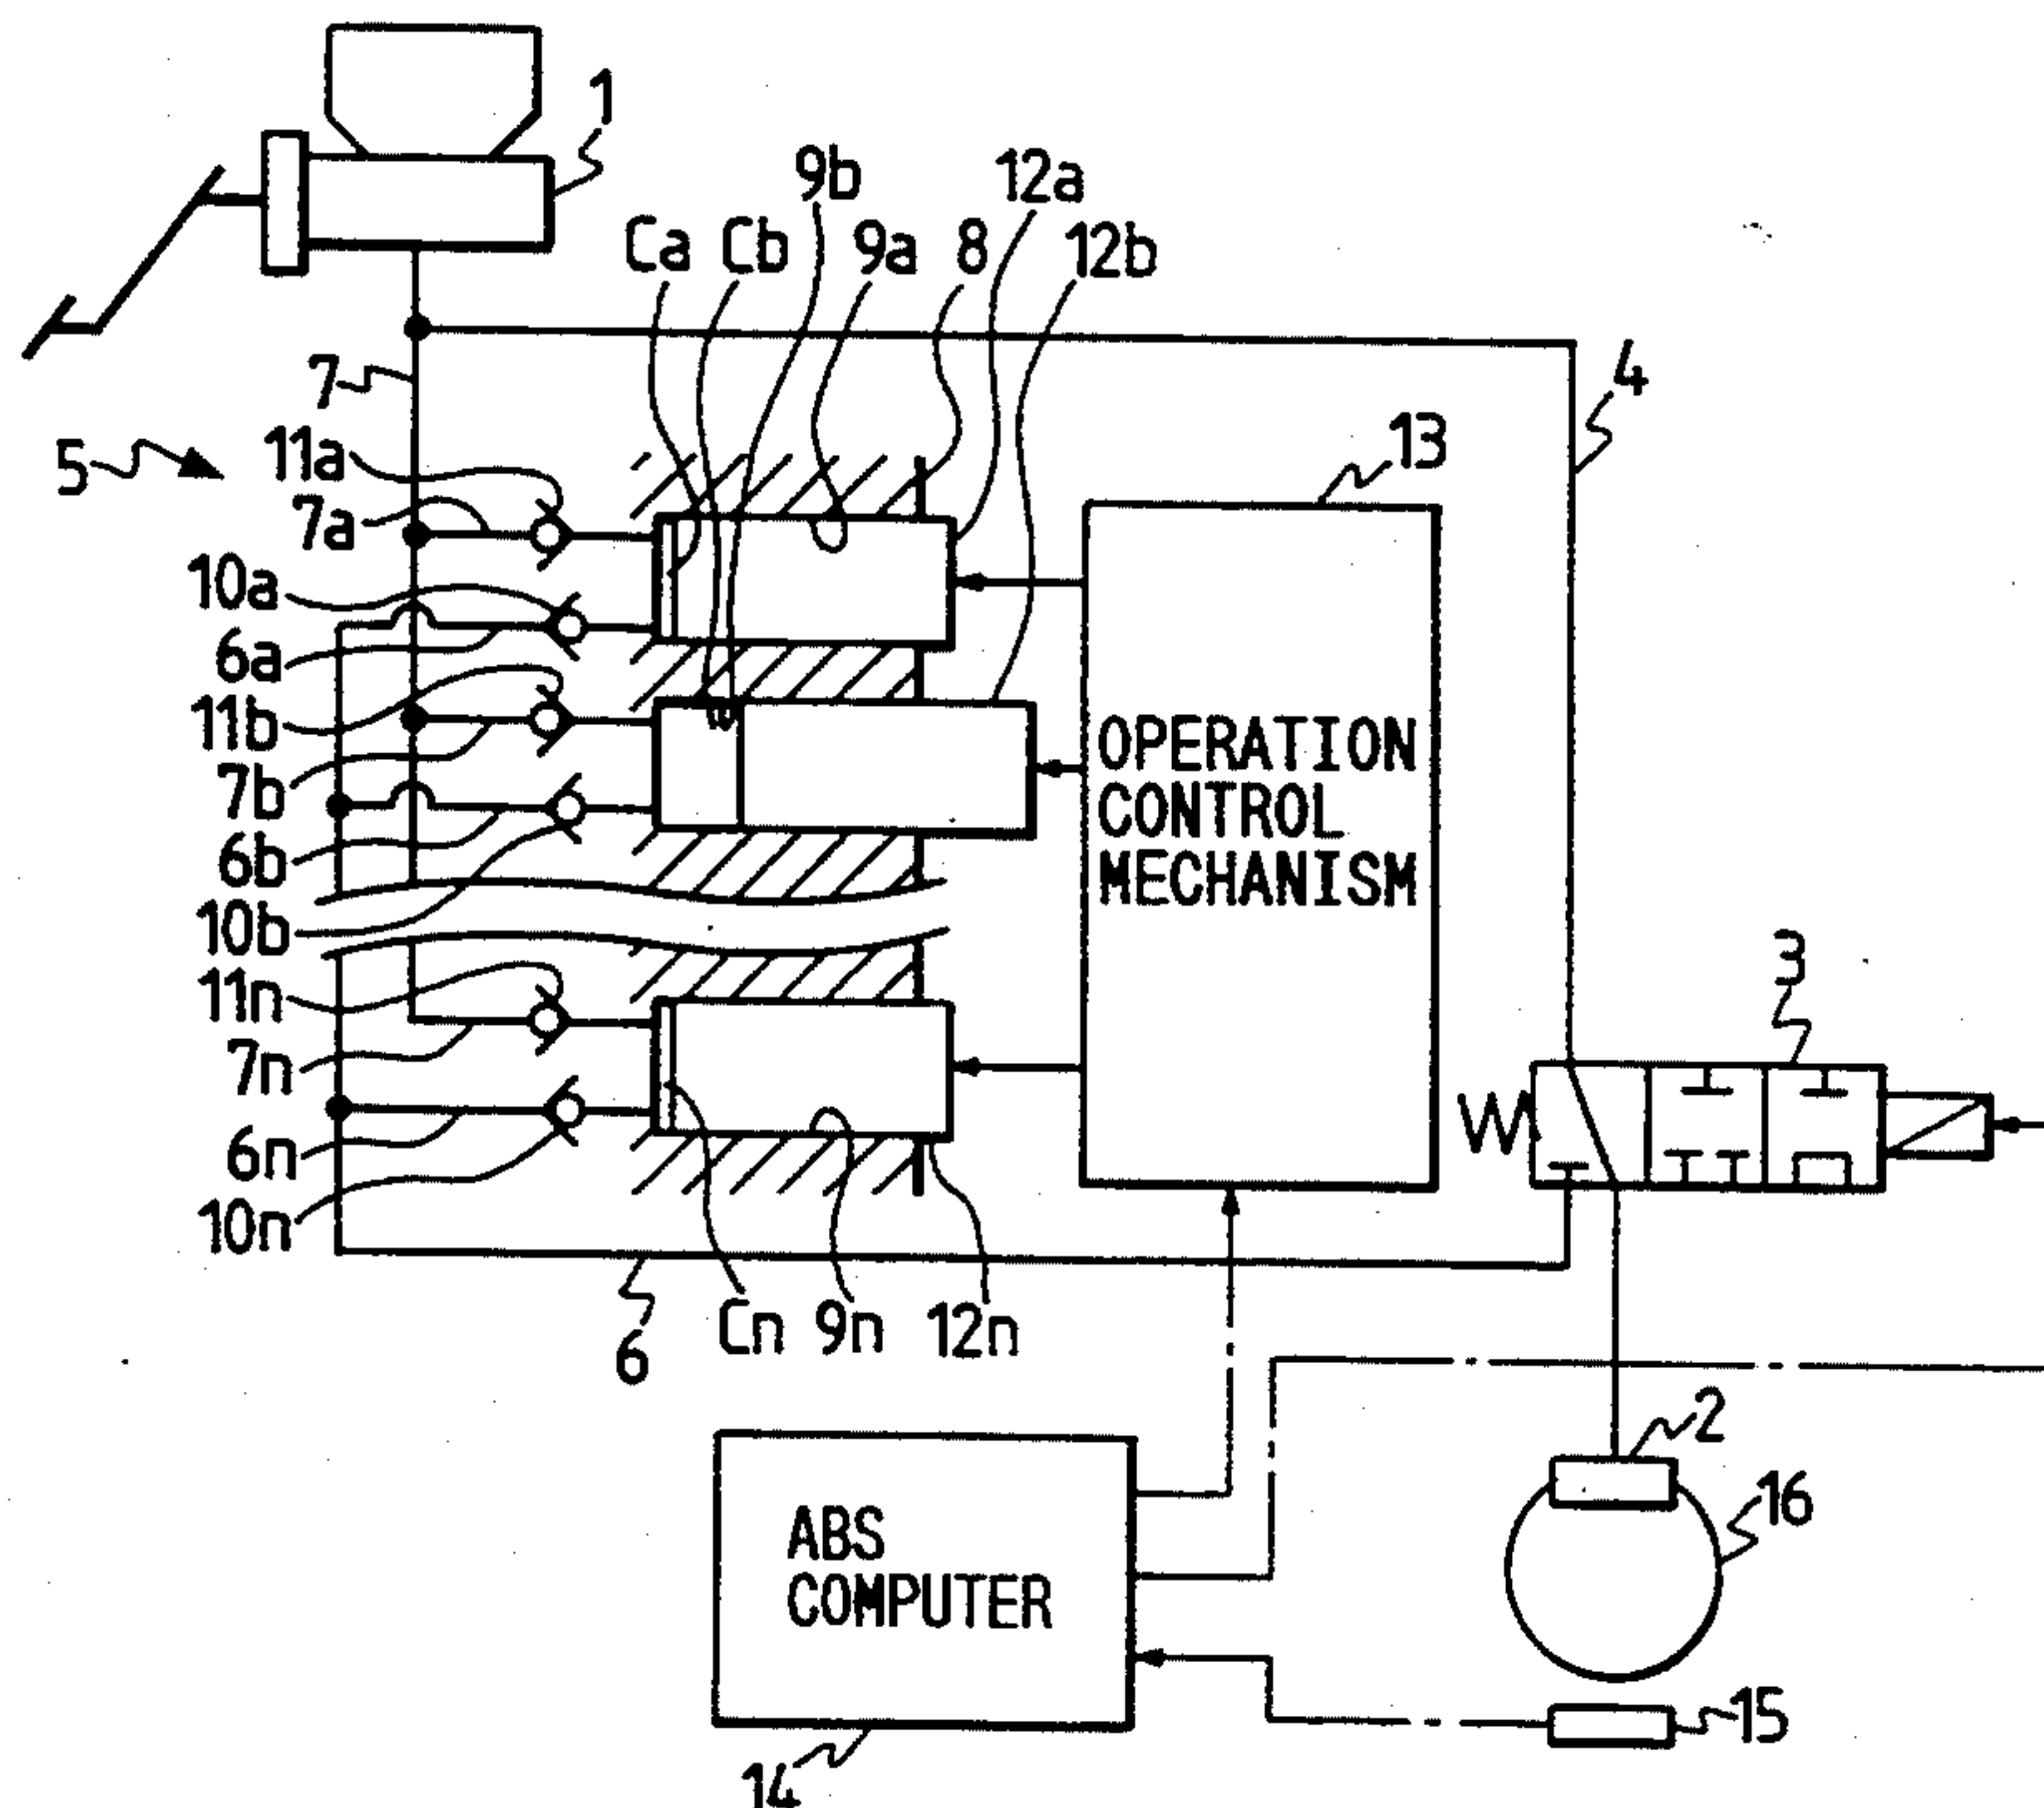 1
9b
12a
Ca
Cb
9a
8
12b
7
4
13
5
11a
7a
10a
6a
11b
7b
6b
10b
11n
7n
6n
10n
OPERATION
CONTROL
MECHANISM
3
Cn
9n
12n
6
2
16
ABS
COMPUTER
15
14